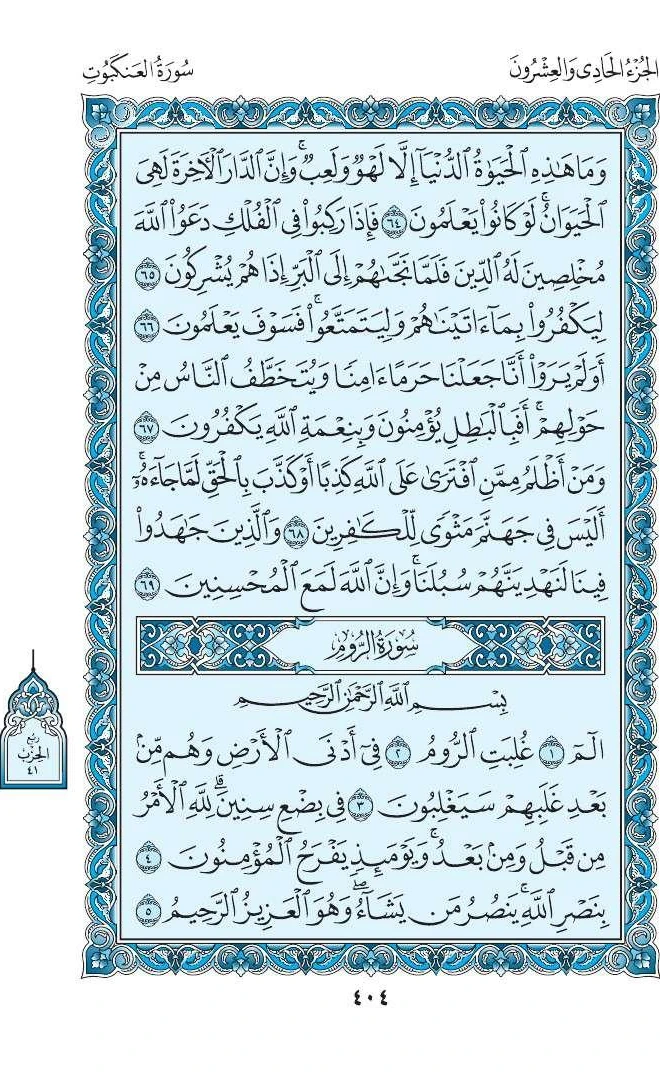 الجُزْءُ الحَادِى وَالعِشْرُونَ
سُورَةُ العَنكَبُوتِ
وَمَا هَٰذِهِ ٱلْحَيَوٰةُ ٱلدُّنْيَآ إِلَّا لَهْوٌ وَلَعِبٌ ۚ وَإِنَّ ٱلدَّارَ ٱلْأَخِرَةَ لَهِىَ
ٱلْحَيَوَانُ ۚ لَوْ كَانُوا۟ يَعْلَمُونَ ٦٤ فَإِذَا رَكِبُوا۟ فِى ٱلْفُلْكِ دَعَوُا۟ ٱللَّهَ
مُخْلِصِينَ لَهُ ٱلدِّينَ فَلَمَّا نَجَّىٰهُمْ إِلَى ٱلْبَرِّ إِذَا هُمْ يُشْرِكُونَ ٦٥
لِيَكْفُرُوا۟ بِمَآ ءَاتَيْنَٰهُمْ وَلِيَتَمَتَّعُوا۟ ۖ فَسَوْفَ يَعْلَمُونَ ٦٦
أَوَلَمْ يَرَوْا۟ أَنَّا جَعَلْنَا حَرَمًا ءَامِنًا وَيُتَخَطَّفُ ٱلنَّاسُ مِنْ
حَوْلِهِمْ ۚ أَفَبِٱلْبَٰطِلِ يُؤْمِنُونَ وَبِنِعْمَةِ ٱللَّهِ يَكْفُرُونَ ٦٧
وَمَنْ أَظْلَمُ مِمَّنِ ٱفْتَرَىٰ عَلَى ٱللَّهِ كَذِبًا أَوْ كَذَّبَ بِٱلْحَقِّ لَمَّا جَآءَهُۥٓ ۚ
أَلَيْسَ فِى جَهَنَّمَ مَثْوًى لِّلْكَٰفِرِينَ ٦٨ وَٱلَّذِينَ جَٰهَدُوا۟
فِينَا لَنَهْدِيَنَّهُمْ سُبُلَنَا ۚ وَإِنَّ ٱللَّهَ لَمَعَ ٱلْمُحْسِنِينَ ٦٩
سُورَةُ الرُّومِ
بِسْمِ ٱللَّهِ ٱلرَّحْمَٰنِ ٱلرَّحِيمِ
الٓمٓ ١ غُلِبَتِ ٱلرُّومُ ٢ فِىٓ أَدْنَى ٱلْأَرْضِ وَهُم مِّنۢ
بَعْدِ غَلَبِهِمْ سَيَغْلِبُونَ ٣ فِى بِضْعِ سِنِينَ ۗ لِلَّهِ ٱلْأَمْرُ
مِن قَبْلُ وَمِنۢ بَعْدُ ۚ وَيَوْمَئِذٍ يَفْرَحُ ٱلْمُؤْمِنُونَ ٤
بِنَصْرِ ٱللَّهِ ۚ يَنصُرُ مَن يَشَآءُ ۖ وَهُوَ ٱلْعَزِيزُ ٱلرَّحِيمُ ٥
رُبْع
الحِزْب
٤١
٤٠٤